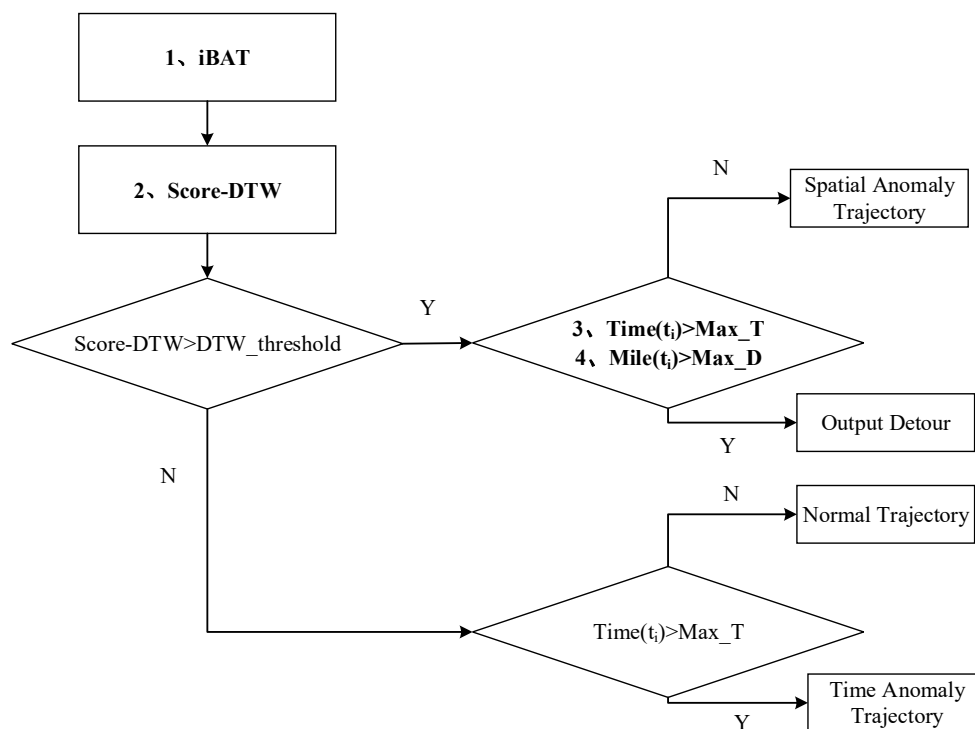 1、iBAT
2、Score-DTW
N
Spatial Anomaly
Trajectory
Score-DTW>DTW_threshold
Y
3、Time(tᵢ)>Max_T
4、Mile(tᵢ)>Max_D
Y
Output Detour
N
N
Normal Trajectory
Time(tᵢ)>Max_T
Y
Time Anomaly
Trajectory